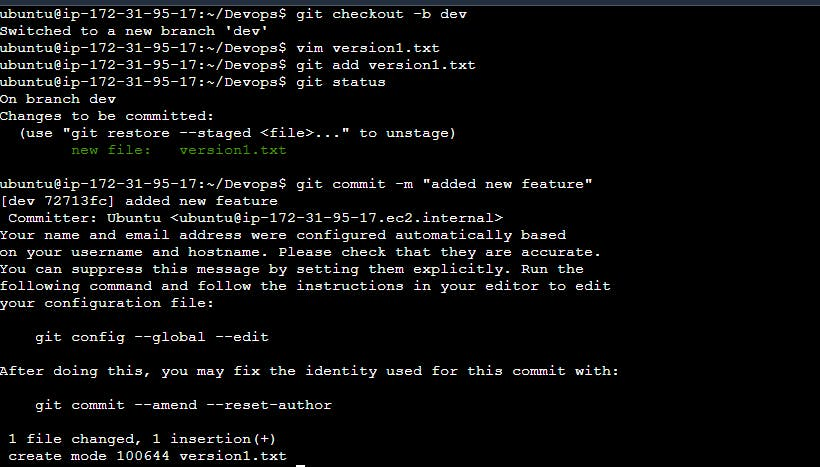 ubuntu@ip-172-31-95-17:~/Devops$ git checkout -b dev
Switched to a new branch 'dev'
ubuntu@ip-172-31-95-17:~/Devops$ vim version1.txt
ubuntu@ip-172-31-95-17:~/Devops$ git add version1.txt
ubuntu@ip-172-31-95-17:~/Devops$ git status
On branch dev
Changes to be committed:
  (use "git restore --staged <file>..." to unstage)
        new file:   version1.txt

ubuntu@ip-172-31-95-17:~/Devops$ git commit -m "added new feature"
[dev 72713fc] added new feature
 Committer: Ubuntu <ubuntu@ip-172-31-95-17.ec2.internal>
Your name and email address were configured automatically based
on your username and hostname. Please check that they are accurate.
You can suppress this message by setting them explicitly. Run the
following command and follow the instructions in your editor to edit
your configuration file:

    git config --global --edit

After doing this, you may fix the identity used for this commit with:

    git commit --amend --reset-author

 1 file changed, 1 insertion(+)
 create mode 100644 version1.txt